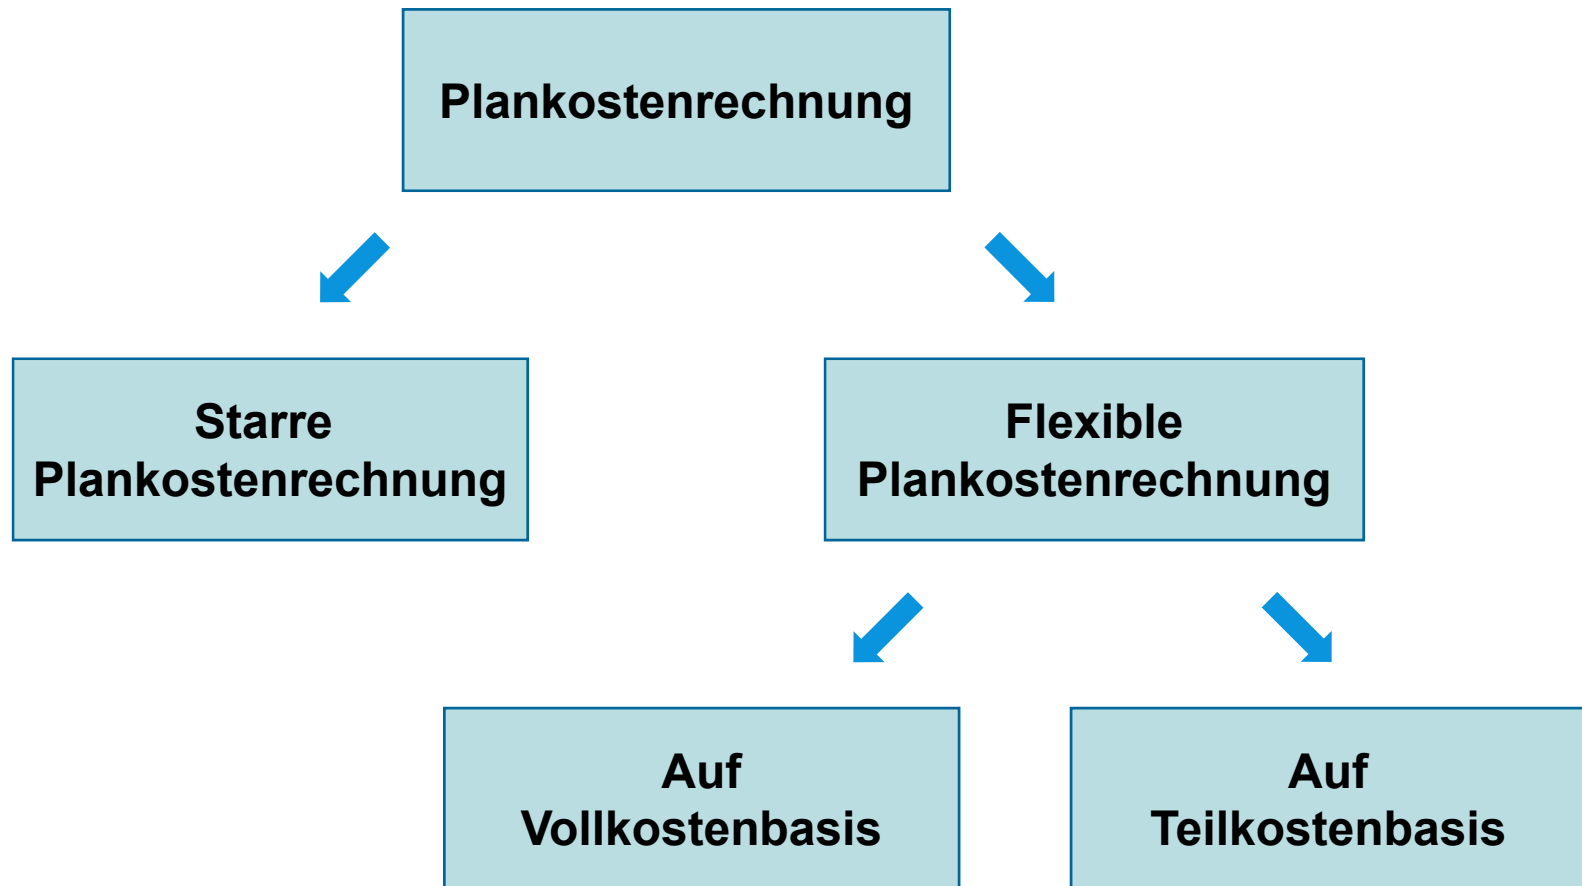 Plankostenrechnung
Starre
Plankostenrechnung
Flexible
Plankostenrechnung
Auf
Vollkostenbasis
Auf
Teilkostenbasis